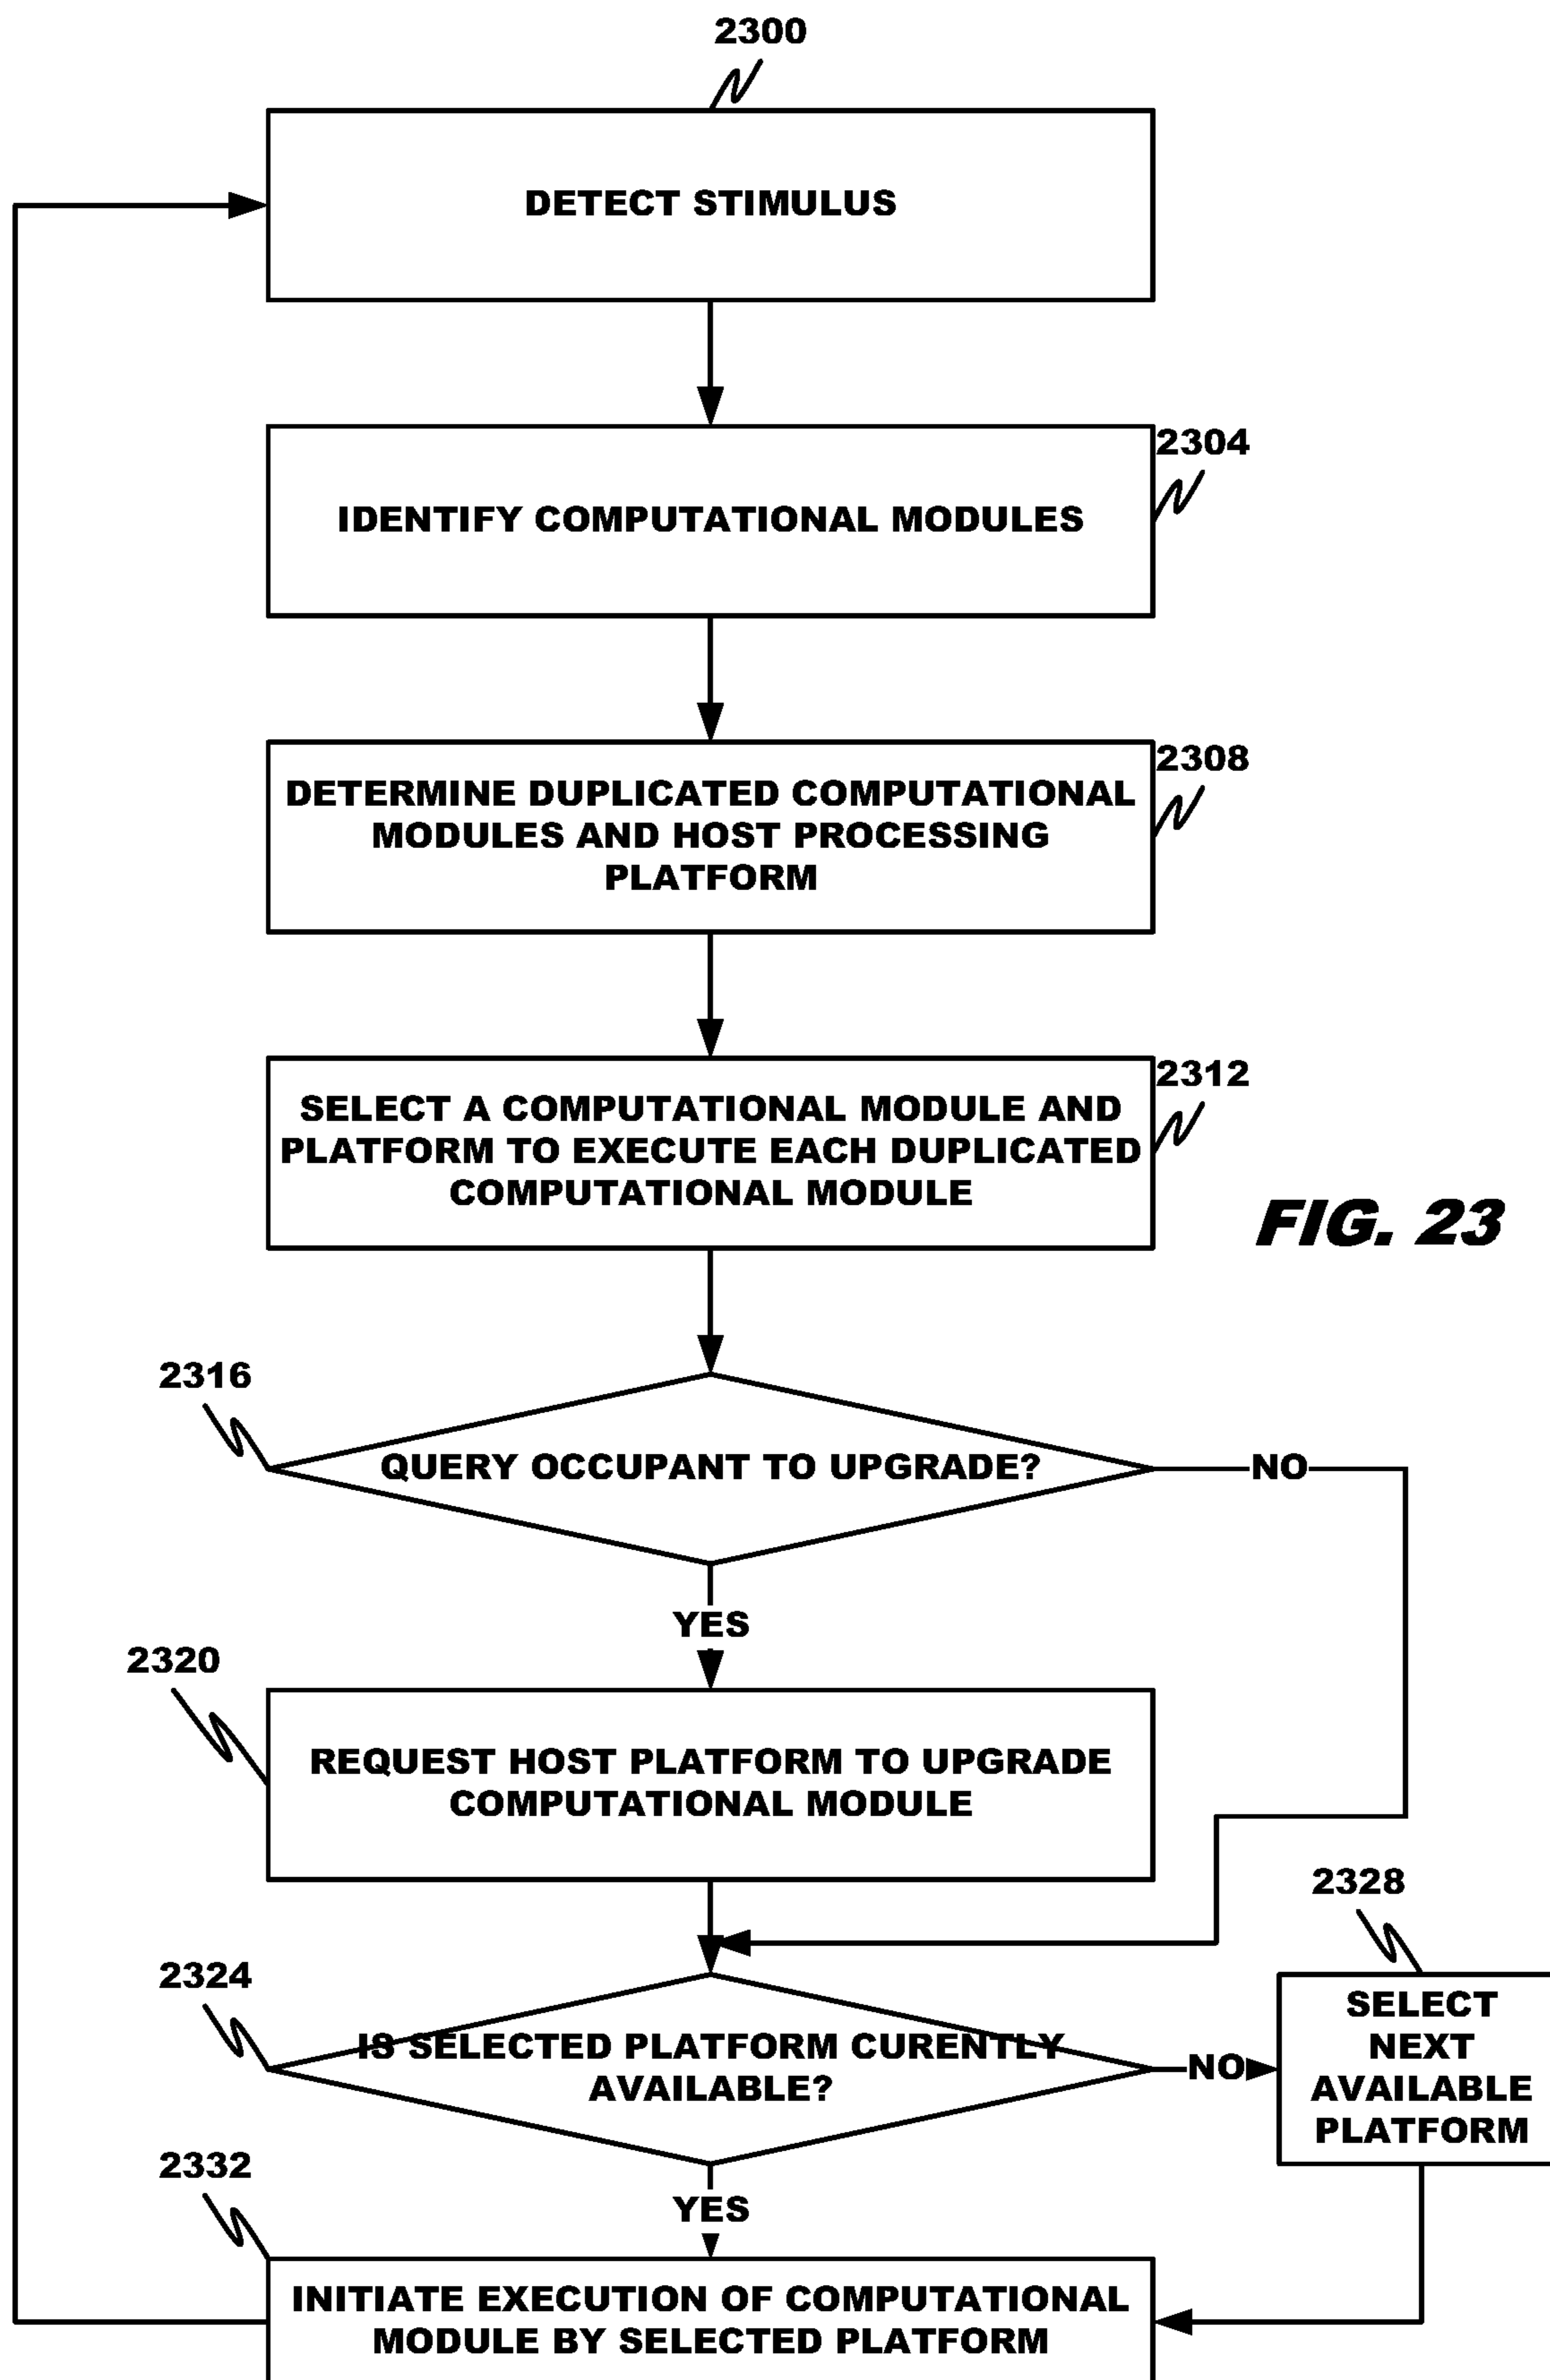 2300
DETECT STIMULUS
2304
IDENTIFY COMPUTATIONAL MODULES
2308
DETERMINE DUPLICATED COMPUTATIONAL
MODULES AND HOST PROCESSING
PLATFORM
2312
SELECT A COMPUTATIONAL MODULE AND
PLATFORM TO EXECUTE EACH DUPLICATED
COMPUTATIONAL MODULE
FIG. 23
2316
QUERY OCCUPANT TO UPGRADE?
NO
YES
2320
REQUEST HOST PLATFORM TO UPGRADE
COMPUTATIONAL MODULE
2324
IS SELECTED PLATFORM CURENTLY
AVAILABLE?
NO
2328
SELECT
NEXT
AVAILABLE
PLATFORM
YES
2332
INITIATE EXECUTION OF COMPUTATIONAL
MODULE BY SELECTED PLATFORM